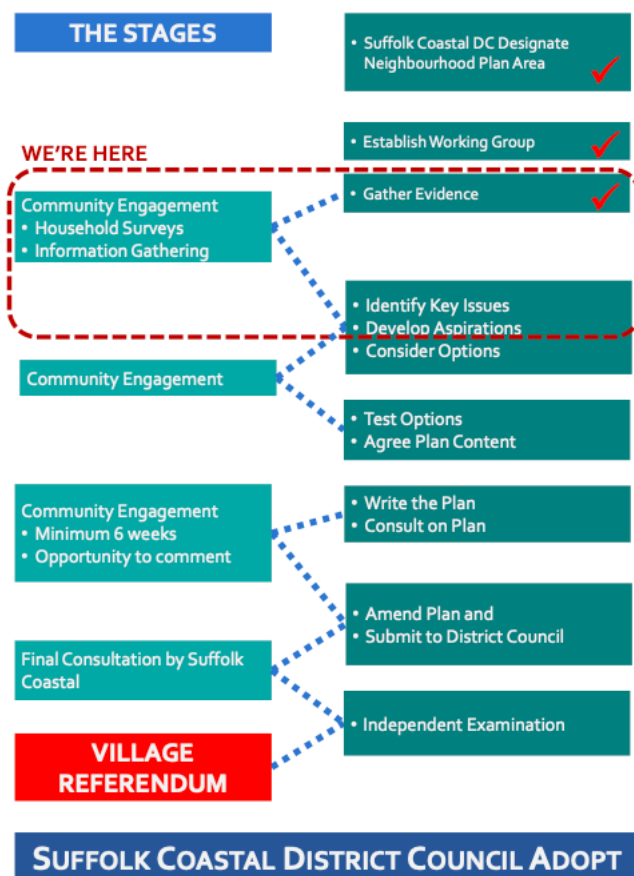 THE STAGES
• Suffolk Coastal DC Designate
Neighbourhood Plan Area
• Establish Working Group
WE'RE HERE
• Gather Evidence
Community Engagement
• Household Surveys
• Information Gathering
• Identify Key Issues
• Develop Aspirations
• Consider Options
Community Engagement
• Test Options
• Agree Plan Content
Community Engagement
• Minimum 6 weeks
• Opportunity to comment
• Write the Plan
• Consult on Plan
• Amend Plan and
• Submit to District Council
Final Consultation by Suffolk
Coastal
• Independent Examination
VILLAGE
REFERENDUM
SUFFOLK COASTAL DISTRICT COUNCIL ADOPT